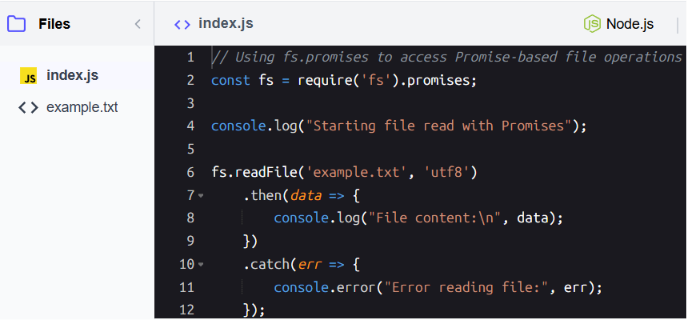 Files
index.js
Node.js
index.js
example.txt
1 // Using fs.promises to access Promise-based file operations
2 const fs = require('fs').promises;
3
4 console.log("Starting file read with Promises");
5
6 fs.readFile('example.txt', 'utf8')
7 .then(data => {
8 console.log("File content:\n", data);
9 })
10 .catch(err => {
11 console.error("Error reading file:", err);
12 });